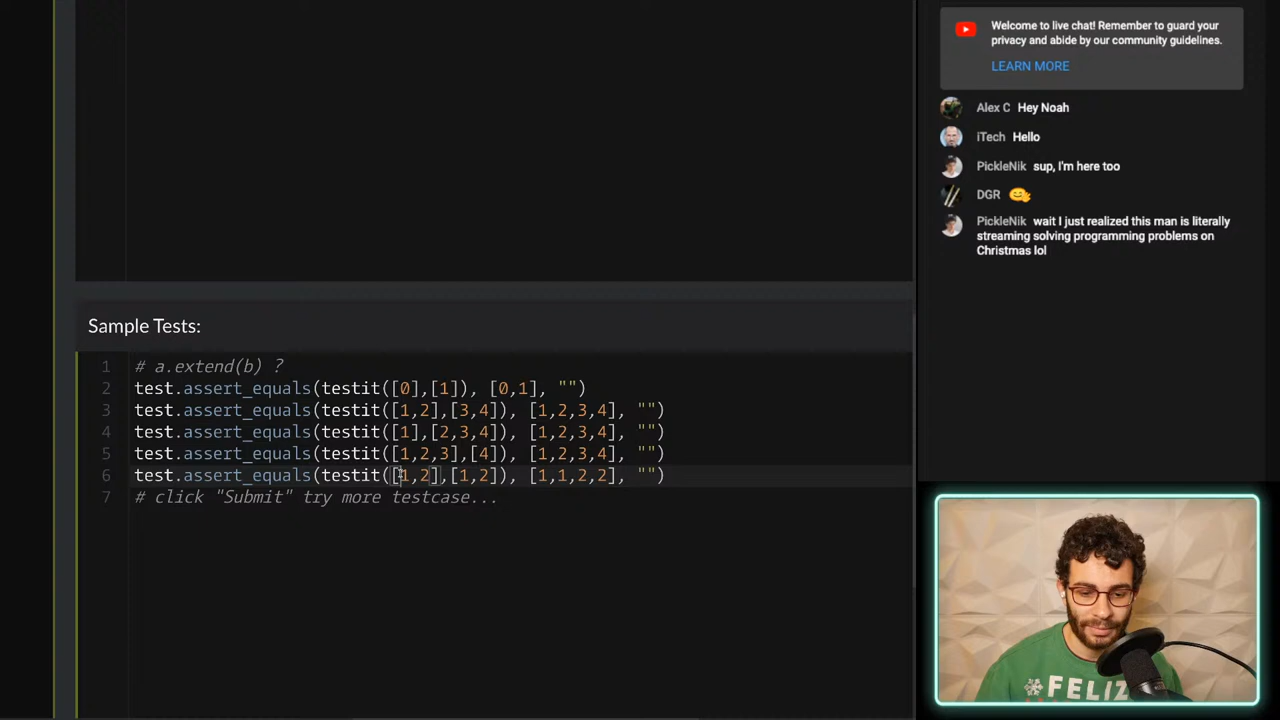 Welcome to live chat! Remember to guard your
privacy and abide by our community guidelines.
LEARN MORE
Alex C Hey Noah
iTech Hello
PickleNik sup, I'm here too
DGR
PickleNik wait I just realized this man is literally
streaming solving programming problems on
Christmas lol
Sample Tests:
1 # a.extend(b) ?
2 test.assert_equals(testit([0],[1]), [0,1], "")
3 test.assert_equals(testit([1,2],[3,4]), [1,2,3,4], "")
4 test.assert_equals(testit([1],[2,3,4]), [1,2,3,4], "")
5 test.assert_equals(testit([1,2,3],[4]), [1,2,3,4], "")
6 test.assert_equals(testit([1,2],[1,2]), [1,1,2,2], "")
7 # click "Submit" try more testcase...
FELIZ